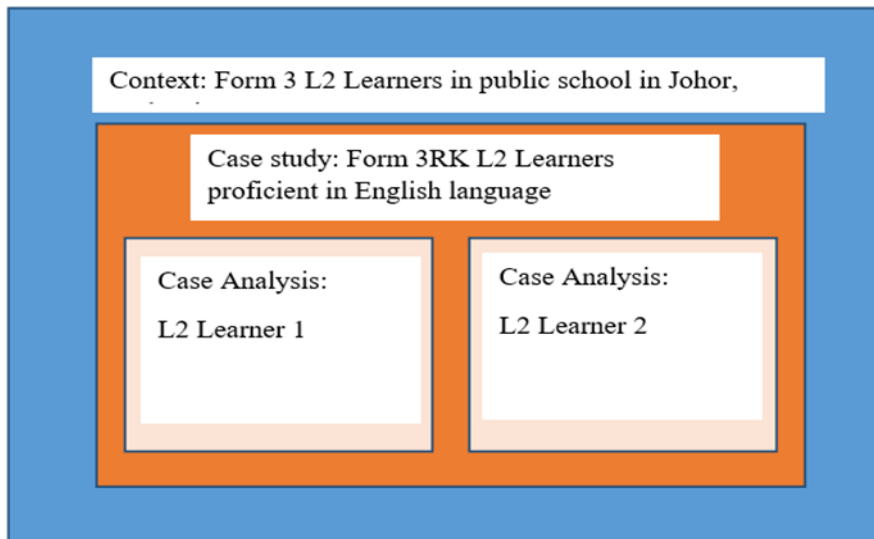 Context: Form 3 L2 Learners in public school in Johor,
Case study: Form 3RK L2 Learners
proficient in English language
Case Analysis:
L2 Learner 1
Case Analysis:
L2 Learner 2